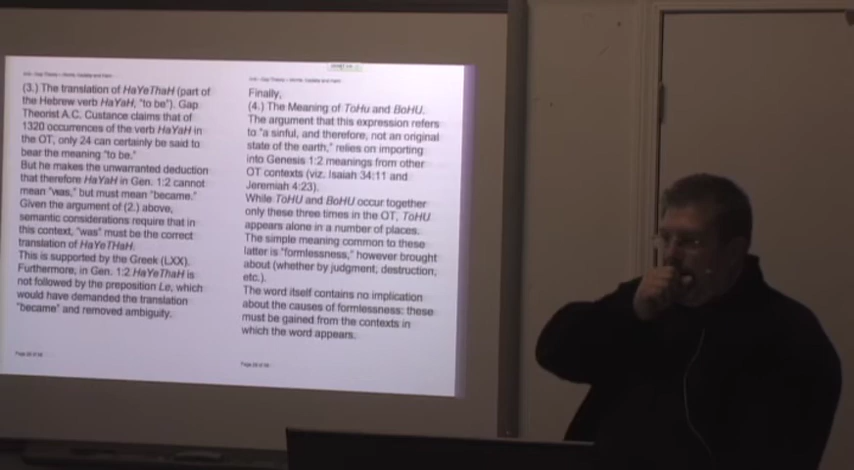 (3.) The translation of HaYeThaH (part of
the Hebrew verb HaYaH, "to be"). Gap
Theorist A.C. Custance claims that of
1320 occurrences of the verb HaYaH in
the OT, only 24 can certainly be said to
bear the meaning "to be."
But he makes the unwarranted deduction
that therefore HaYaH in Gen. 1:2 cannot
mean "was," but must mean "became."
Given the argument of (2.) above,
semantic considerations require that in
this context, "was" must be the correct
translation of HaYeTHaH.
This is supported by the Greek (LXX).
Furthermore, in Gen. 1:2 HaYeThaH is
not followed by the preposition Le, which
would have demanded the translation
"became" and removed ambiguity.
Finally,
(4.) The Meaning of ToHu and BoHU.
The argument that this expression refers
to "a sinful, and therefore, not an original
state of the earth," relies on importing
into Genesis 1:2 meanings from other
OT contexts (viz. Isaiah 34:11 and
Jeremiah 4:23).
While ToHU and BoHU occur together
only these three times in the OT, ToHU
appears alone in a number of places.
The simple meaning common to these
latter is "formlessness," however brought
about (whether by judgment, destruction,
etc.).
The word itself contains no implication
about the causes of formlessness: these
must be gained from the contexts in
which the word appears.